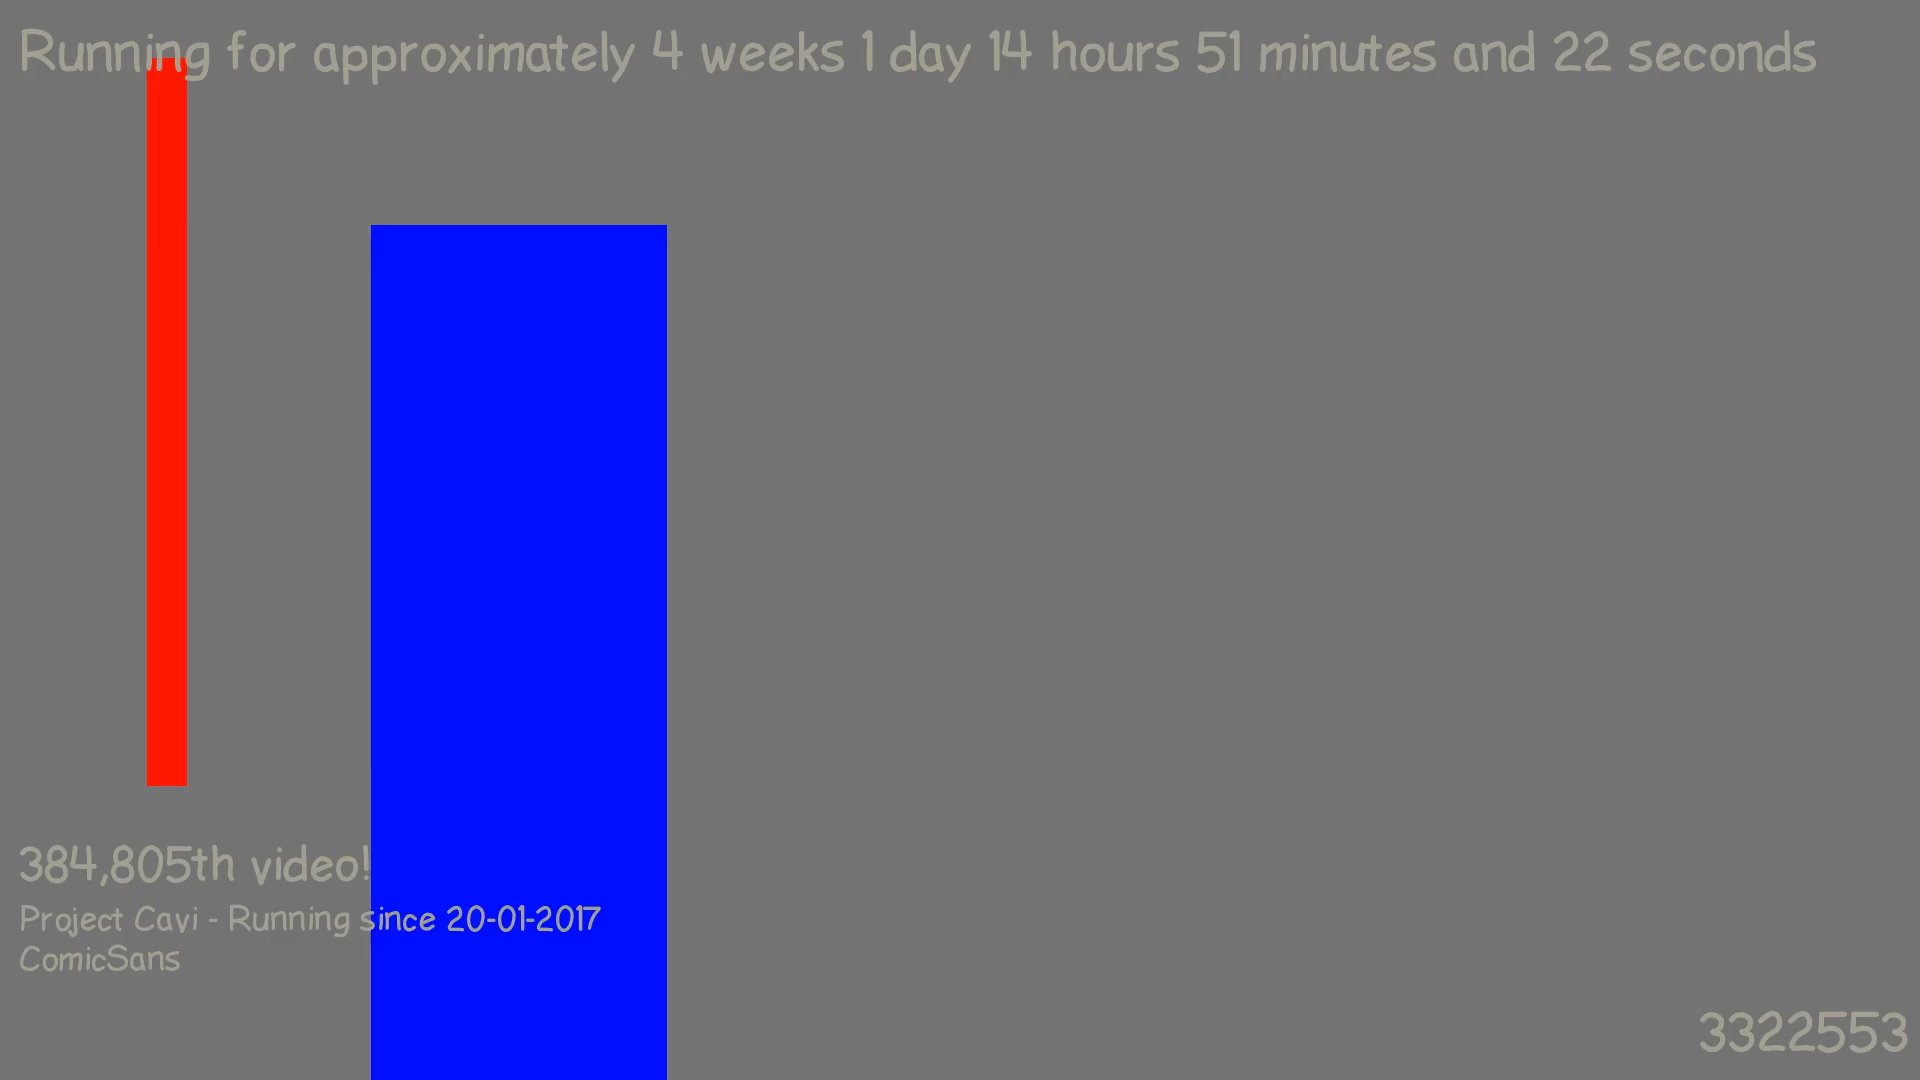 Running for approximately 4 weeks 1 day 14 hours 51 minutes and 22 seconds
384,805th video!
Project Cavi - Running since 20-01-2017
ComicSans
3322553